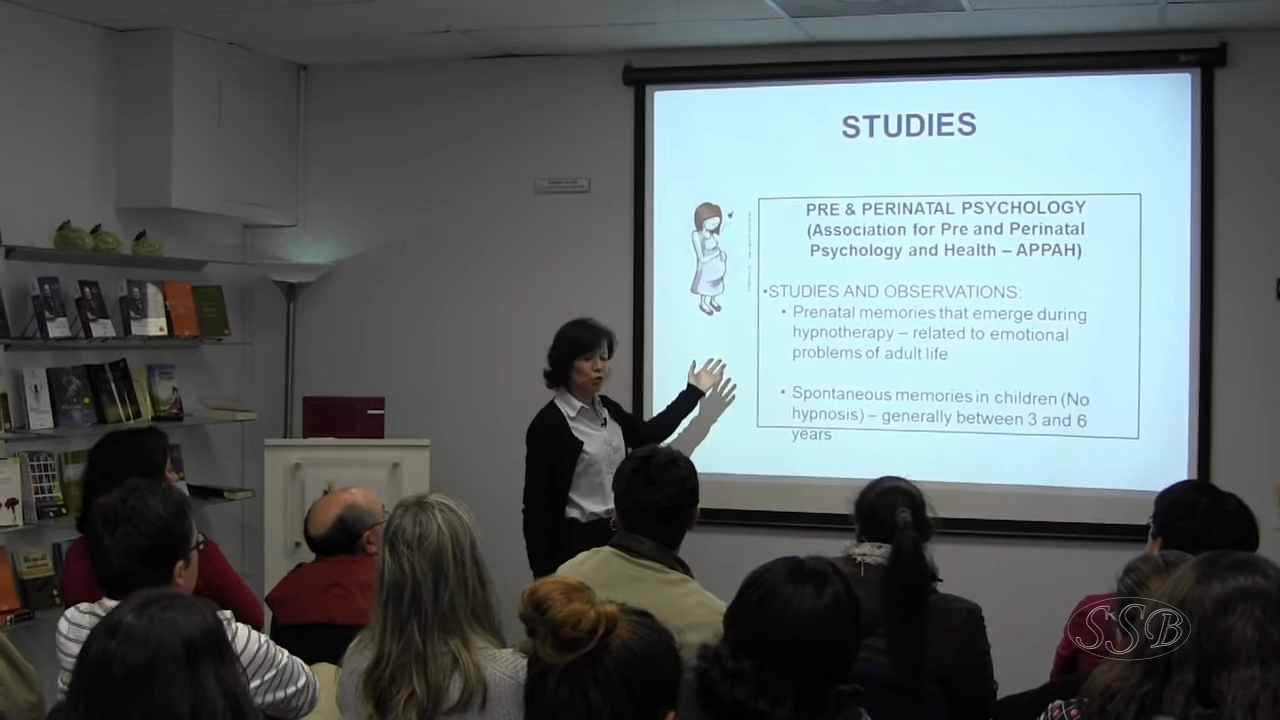 STUDIES
PRE & PERINATAL PSYCHOLOGY
(Association for Pre and Perinatal
Psychology and Health – APPAH)
•STUDIES AND OBSERVATIONS:
• Prenatal memories that emerge during
hypnotherapy – related to emotional
problems of adult life
• Spontaneous memories in children (No
hypnosis) – generally between 3 and 6
years
SSB